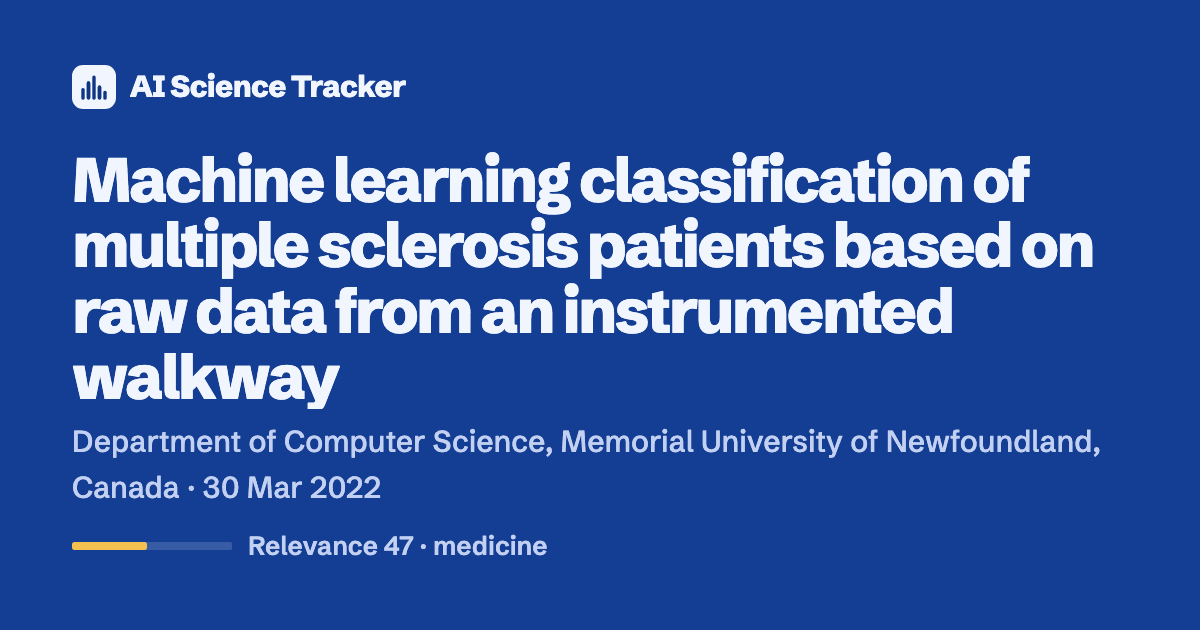 AI Science Tracker
Machine learning classification of
multiple sclerosis patients based on
raw data from an instrumented
walkway
Department of Computer Science, Memorial University of Newfoundland,
Canada · 30 Mar 2022
Relevance 47 · medicine